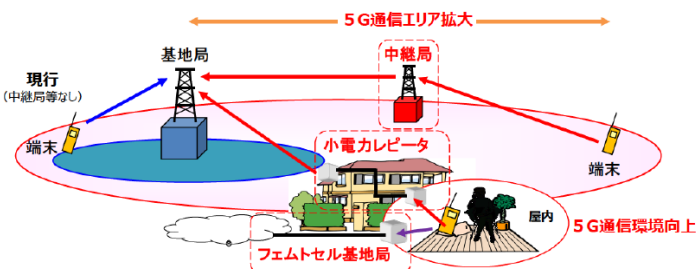 5G通信エリア拡大
基地局
中継局
現行
(中継局等なし)
端末
小電力レピータ
端末
屋内
5G通信環境向上
フェムトセル基地局